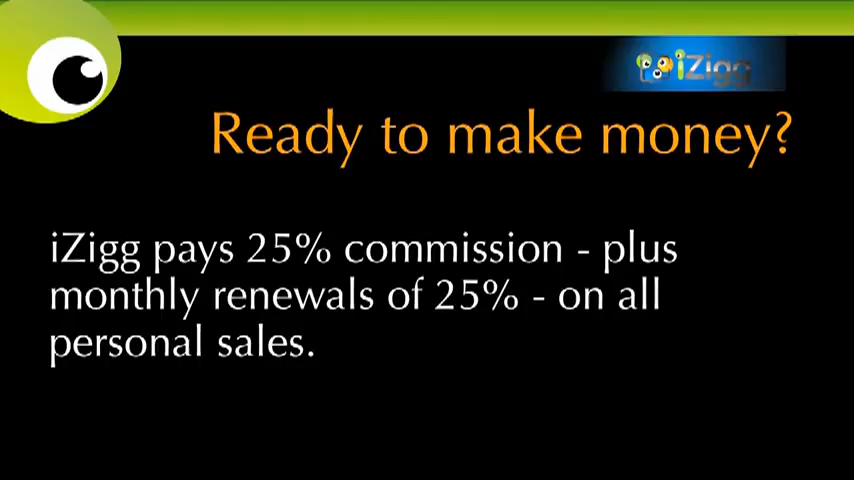 iZigg
Ready to make money?
iZigg pays 25% commission - plus
monthly renewals of 25% - on all
personal sales.